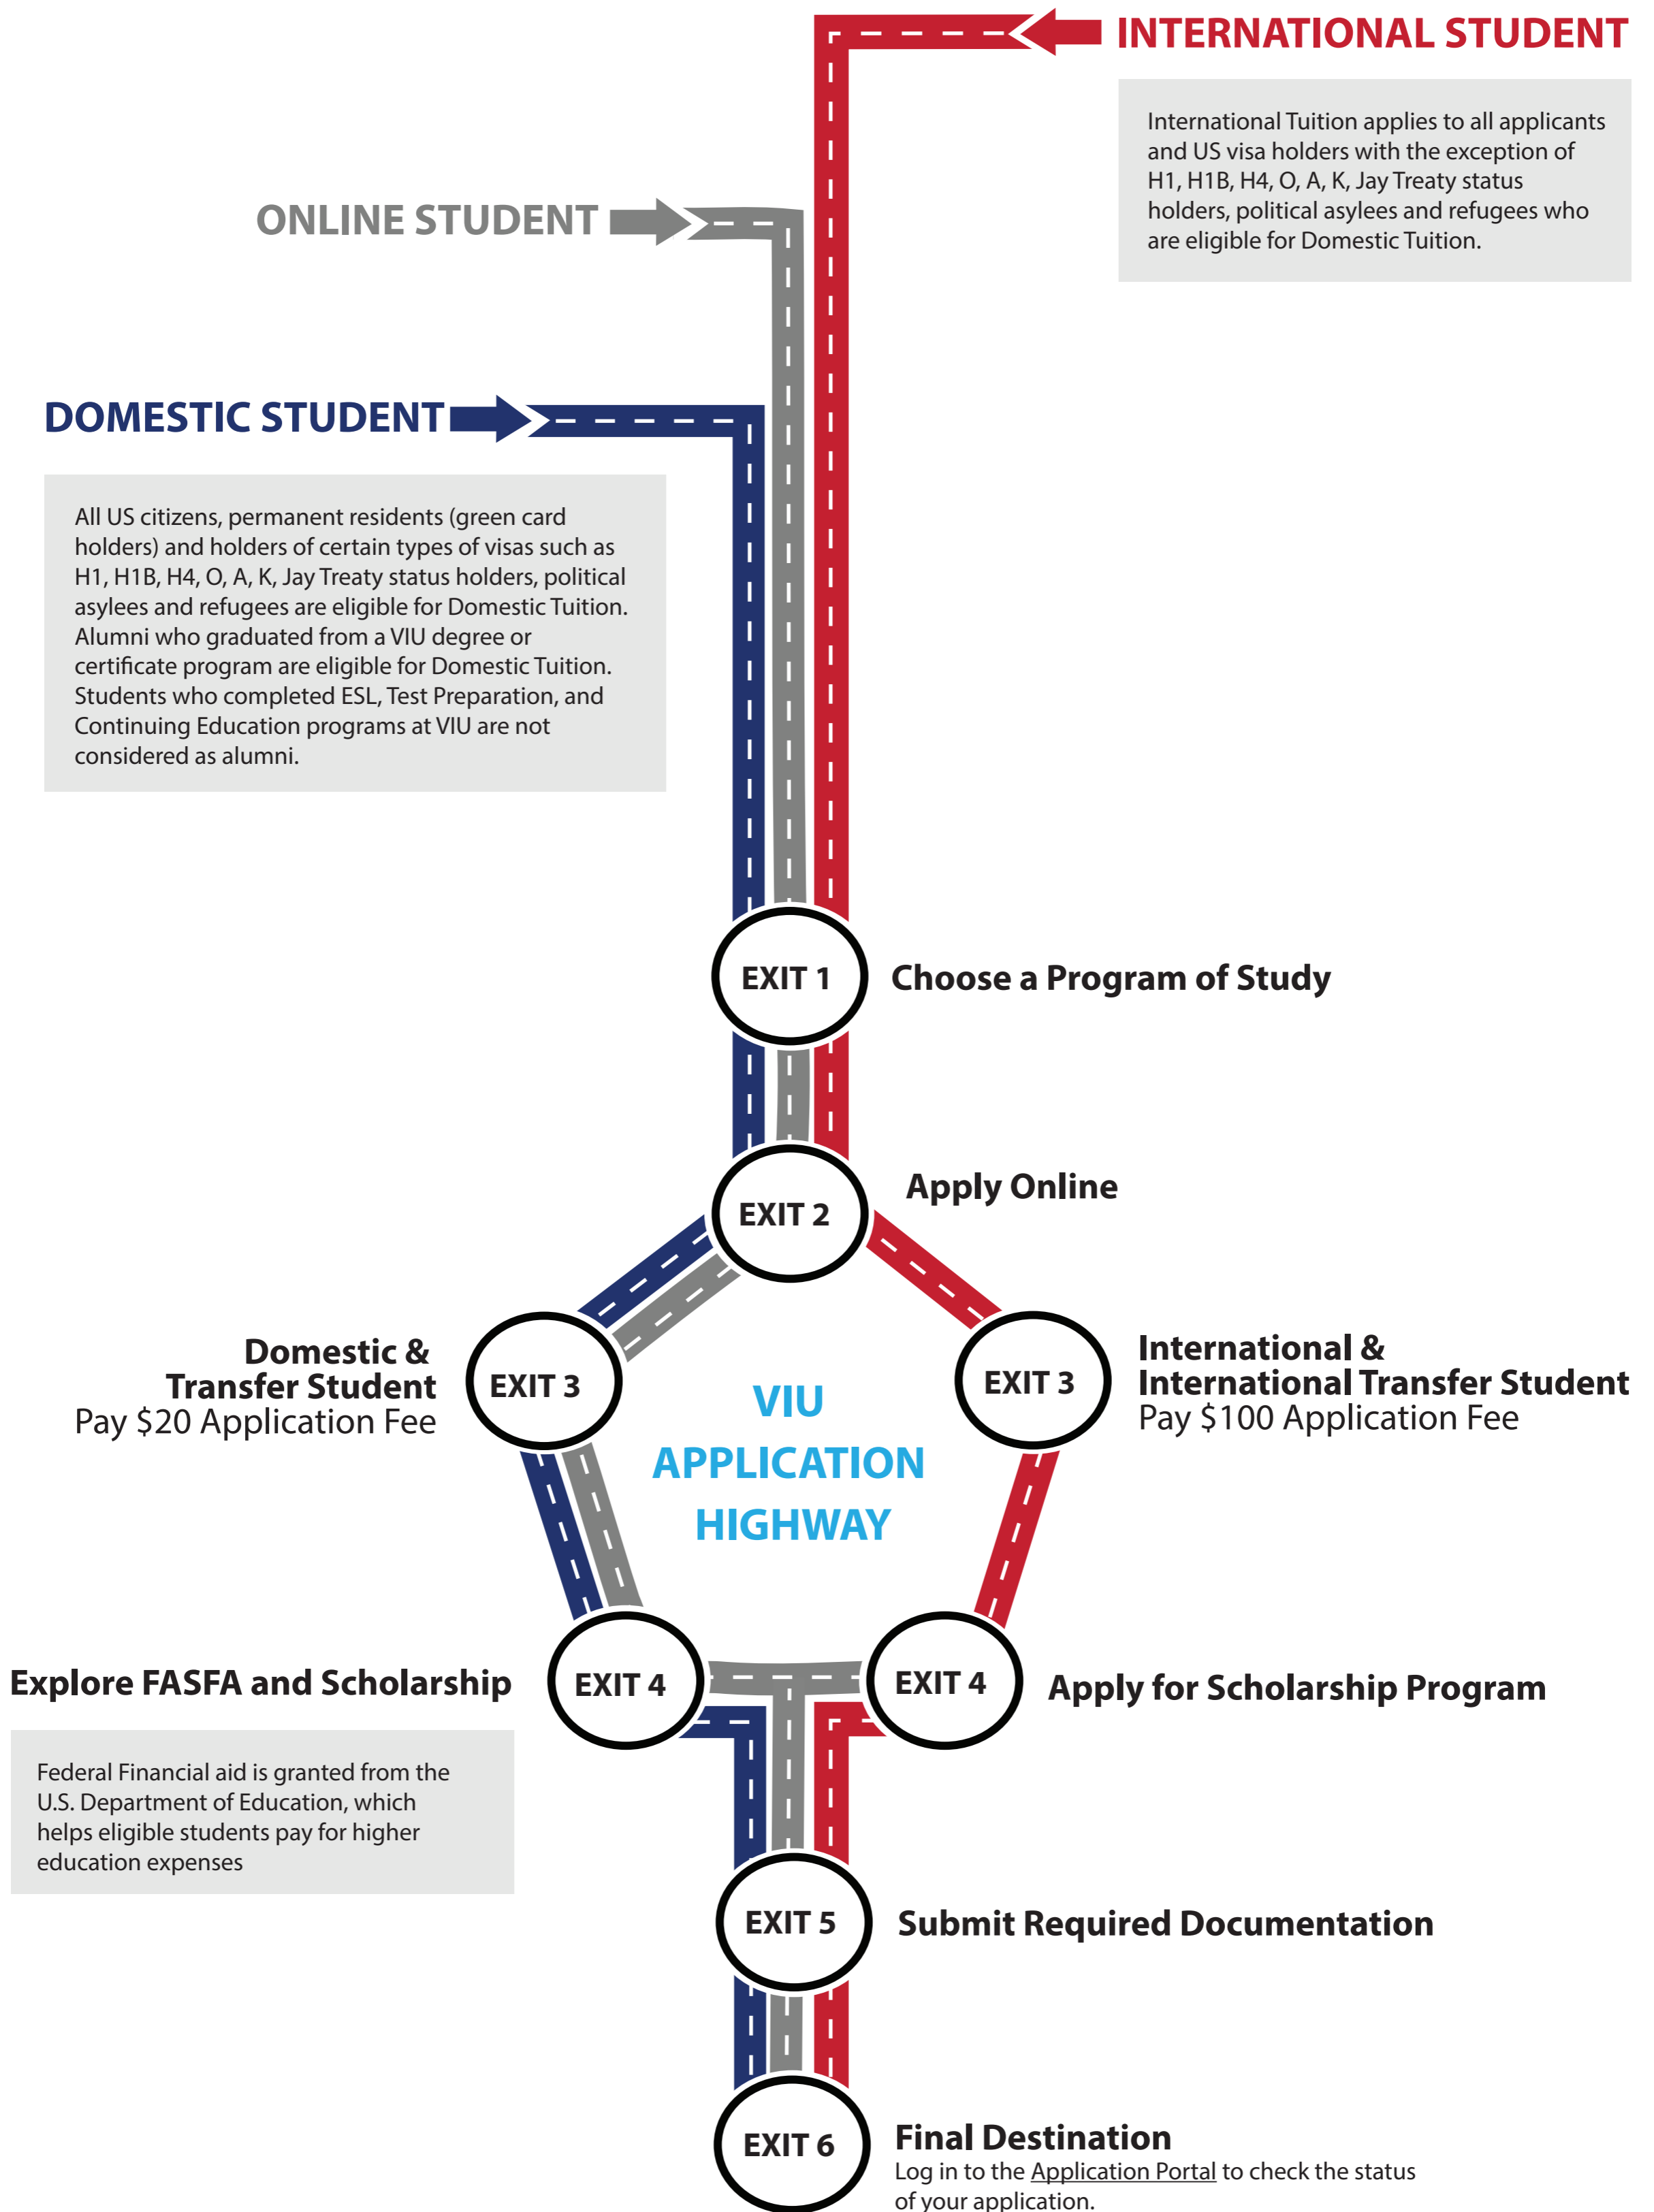 INTERNATIONAL STUDENT
International Tuition applies to all applicants
and US visa holders with the exception of
H1, H1B, H4, O, A, K, Jay Treaty status
holders, political asylees and refugees who
are eligible for Domestic Tuition.
ONLINE STUDENT
DOMESTIC STUDENT
All US citizens, permanent residents (green card
holders) and holders of certain types of visas such as
H1, H1B, H4, O, A, K, Jay Treaty status holders, political
asylees and refugees are eligible for Domestic Tuition.
Alumni who graduated from a VIU degree or
certificate program are eligible for Domestic Tuition.
Students who completed ESL, Test Preparation, and
Continuing Education programs at VIU are not
considered as alumni.
EXIT 1
Choose a Program of Study
EXIT 2
Apply Online
Domestic &
Transfer Student
Pay $20 Application Fee
EXIT 3
VIU
APPLICATION
HIGHWAY
EXIT 3
International &
International Transfer Student
Pay $100 Application Fee
Explore FASFA and Scholarship
EXIT 4
EXIT 4
Apply for Scholarship Program
Federal Financial aid is granted from the
U.S. Department of Education, which
helps eligible students pay for higher
education expenses
EXIT 5
Submit Required Documentation
EXIT 6
Final Destination
Log in to the Application Portal to check the status
of your application.